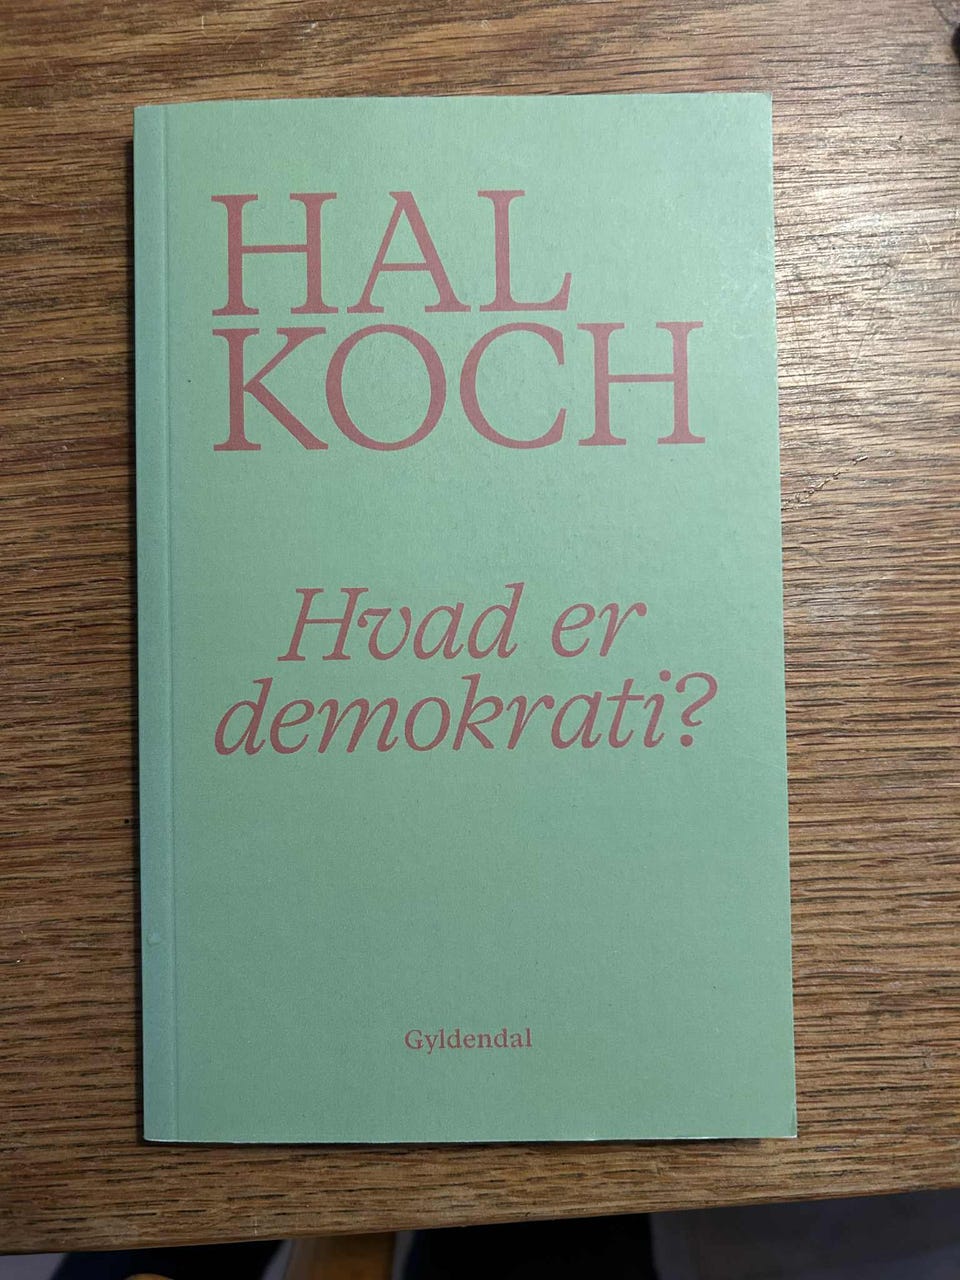 HAL
KOCH
Hvad er
demokrati?
Gyldendal